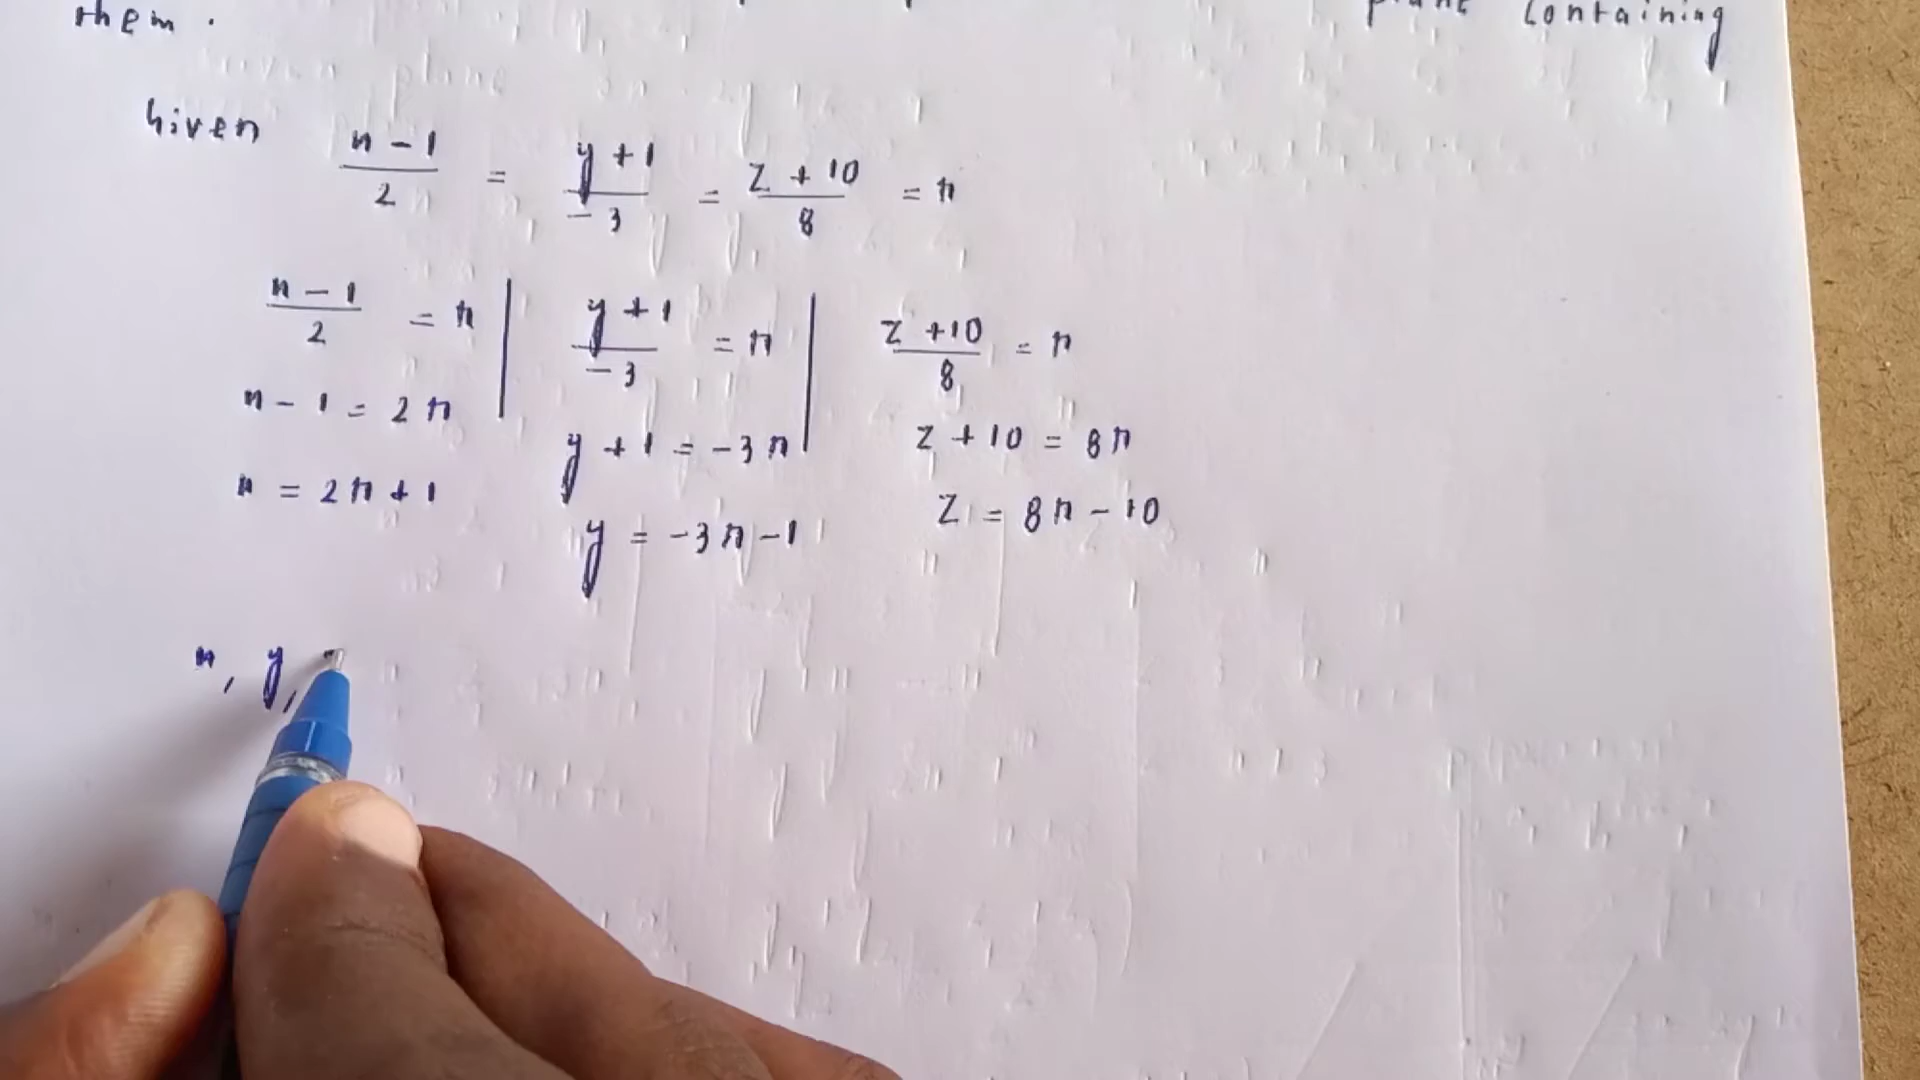 them. plane containing
Given x - 1 / 2 = y + 1 / - 3 = z + 10 / 8 = r
x - 1 / 2 = r | y + 1 / - 3 = r | z + 10 / 8 = r
x - 1 = 2r y + 1 = -3r z + 10 = 8r
x = 2r + 1 y = -3r - 1 z = 8r - 10
x, y,